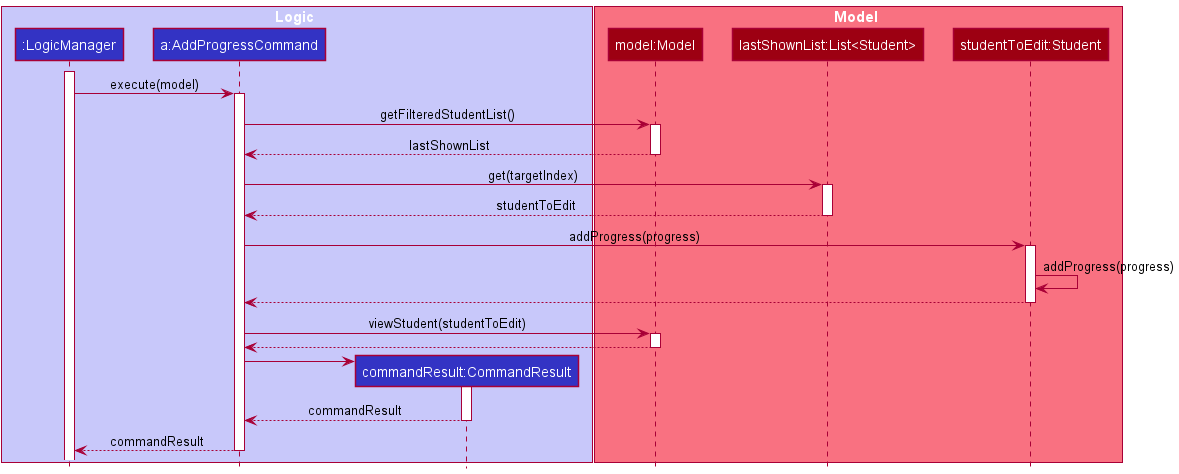 Logic
Model
:LogicManager
a:AddProgressCommand
model:Model
lastShownList:List<Student>
studentToEdit:Student
execute(model)
getFilteredStudentList()
lastShownList
get(targetIndex)
studentToEdit
addProgress(progress)
addProgress(progress)
viewStudent(studentToEdit)
commandResult:CommandResult
commandResult
commandResult